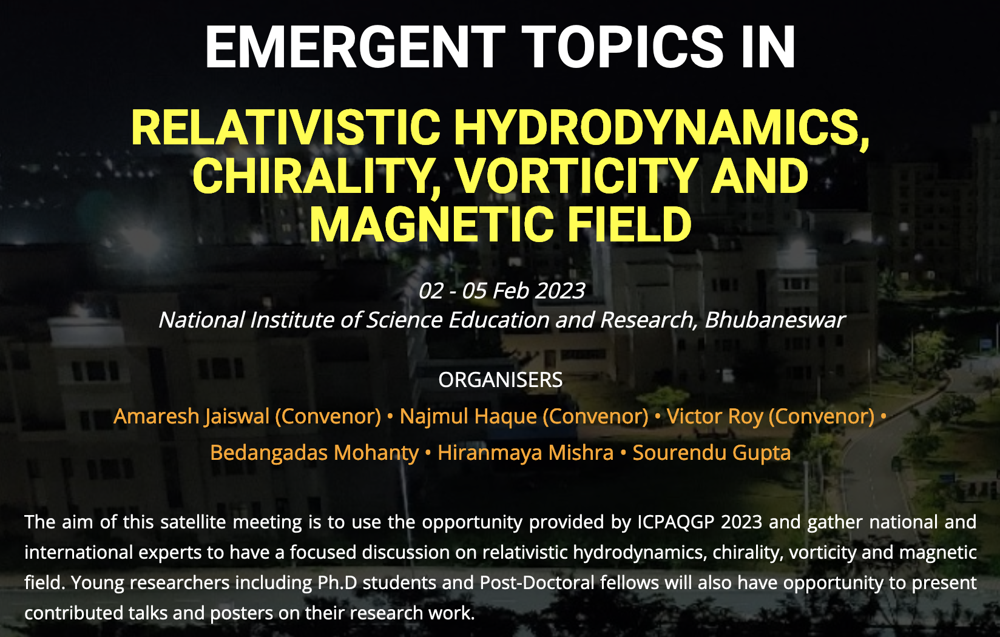 EMERGENT TOPICS IN
RELATIVISTIC HYDRODYNAMICS,
CHIRALITY, VORTICITY AND
MAGNETIC FIELD
02 - 05 Feb 2023
National Institute of Science Education and Research, Bhubaneswar
ORGANISERS
Amaresh Jaiswal (Convenor) • Najmul Haque (Convenor) • Victor Roy (Convenor) •
Bedangadas Mohanty • Hiranmaya Mishra • Sourendu Gupta
The aim of this satellite meeting is to use the opportunity provided by ICPAQGP 2023 and gather national and
international experts to have a focused discussion on relativistic hydrodynamics, chirality, vorticity and magnetic
field. Young researchers including Ph.D students and Post-Doctoral fellows will also have opportunity to present
contributed talks and posters on their research work.